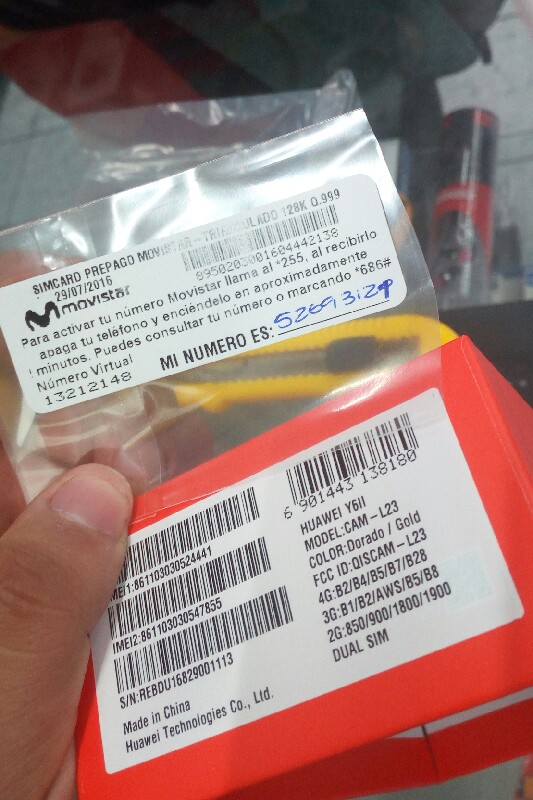 SIMCARD PREPAGO MOVISTAR - TRIANGULADO 128K Q.999
29/07/2016
8950203001604442138
movistar
Para activar tu número Movistar llama al *255, al recibirlo
apaga tu teléfono y enciéndelo en aproximadamente
minutos. Puedes consultar tu número o marcando *686#
Número Virtual
13212148
MI NUMERO ES:
6 901443 138180
HUAWEI Y6II
MODEL:CAM-L23
COLOR:Dorado / Gold
FCC ID:QISCAM-L23
4G:B2/B4/B5/B7/B28
3G:B1/B2/AWS/B5/B8
2G:850/900/1800/1900
DUAL SIM
IMEI1:861103030524441
IMEI2:861103030547855
S/N:REBDU16829001113
Made in China
Huawei Technologies Co., Ltd.